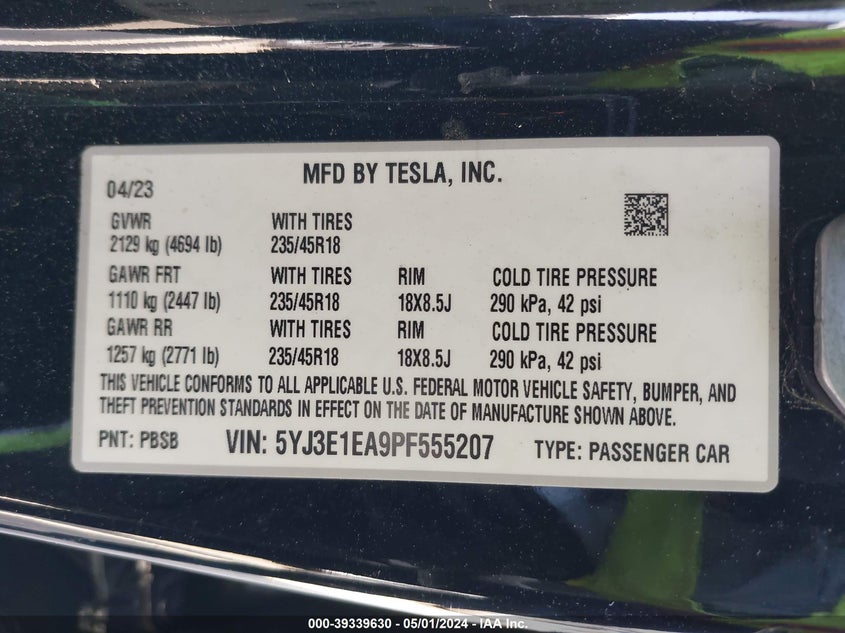 MFD BY TESLA, INC.
04/23
GVWR WITH TIRES
2129 kg (4694 lb) 235/45R18
GAWR FRT WITH TIRES RIM COLD TIRE PRESSURE
1110 kg (2447 lb) 235/45R18 18X8.5J 290 kPa, 42 psi
GAWR RR WITH TIRES RIM COLD TIRE PRESSURE
1257 kg (2771 lb) 235/45R18 18X8.5J 290 kPa, 42 psi
THIS VEHICLE CONFORMS TO ALL APPLICABLE U.S. FEDERAL MOTOR VEHICLE SAFETY, BUMPER, AND
THEFT PREVENTION STANDARDS IN EFFECT ON THE DATE OF MANUFACTURE SHOWN ABOVE.
PNT: PBSB VIN: 5YJ3E1EA9PF555207 TYPE: PASSENGER CAR
000-39339630 - 05/01/2024 - IAA Inc.